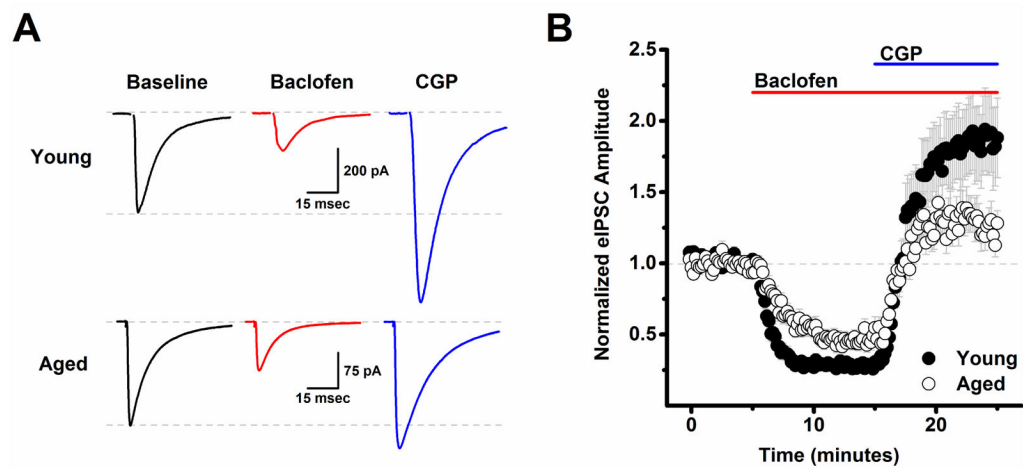 A
Baseline Baclofen CGP
Young
200 pA
15 msec
Aged
75 pA
15 msec
B
Normalized eIPSC Amplitude
2.5
2.0
1.5
1.0
0.5
0 10 20
Time (minutes)
CGP
Baclofen
Young
Aged